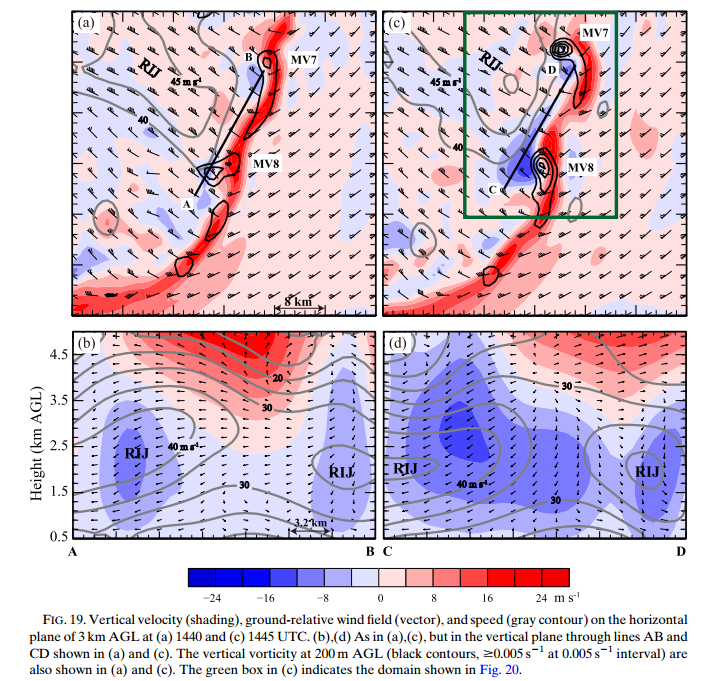 (a)
B
MV7
RIJ
45 m s-1
40
MV8
A
8 km
(c)
MV7
RIJ
D
45 m s-1
40
MV8
C
(b)
4.5
3.5
2.5
1.5
0.5
Height (km AGL)
20
30
40 m s-1
RIJ
RIJ
30
3.2 km
A
B
(d)
30
RIJ
RIJ
40 m s-1
30
C
D
−24 −16 −8 0 8 16 24 m s-1
FIG. 19. Vertical velocity (shading), ground-relative wind field (vector), and speed (gray contour) on the horizontal
plane of 3 km AGL at (a) 1440 and (c) 1445 UTC. (b),(d) As in (a),(c), but in the vertical plane through lines AB and
CD shown in (a) and (c). The vertical vorticity at 200 m AGL (black contours, ≥0.005 s−1 at 0.005 s−1 interval) are
also shown in (a) and (c). The green box in (c) indicates the domain shown in Fig. 20.